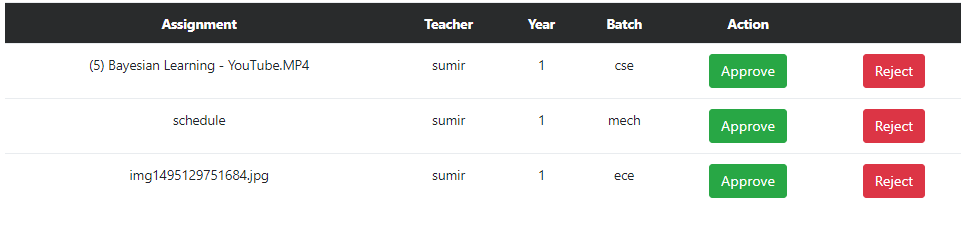 Assignment Teacher Year Batch Action
(5) Bayesian Learning - YouTube.MP4 sumir 1 cse Approve Reject
schedule sumir 1 mech Approve Reject
img1495129751684.jpg sumir 1 ece Approve Reject